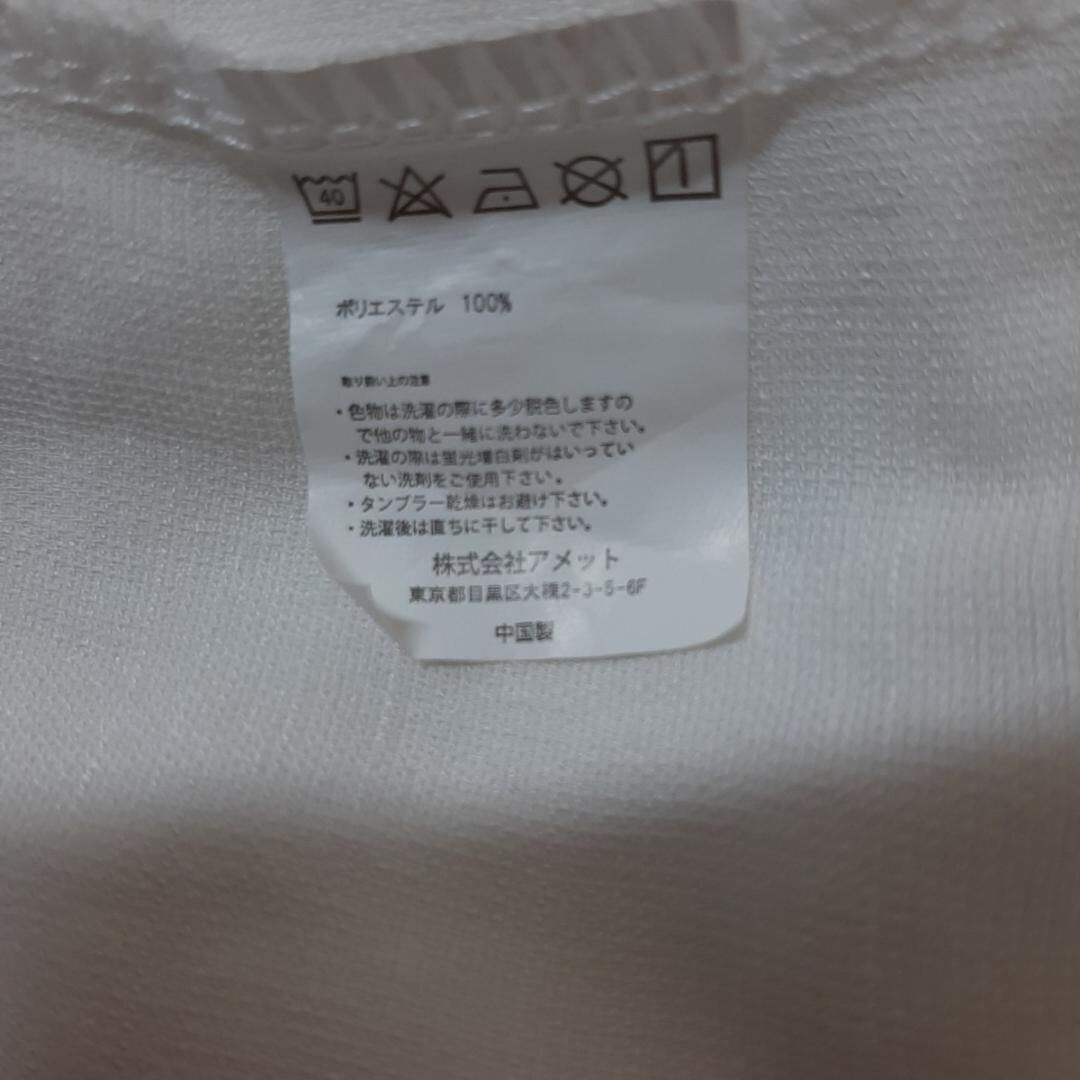 40
ポリエステル 100%
取り扱い上の注意
・色物は洗濯の際に多少脱色しますの
で他の物と一緒に洗わないで下さい。
・洗濯の際は蛍光増白剤がはいってい
ない洗剤をご使用下さい。
・タンブラー乾燥はお避け下さい。
・洗濯後は直ちに干して下さい。
株式会社アメット
東京都目黒区大橋2-3-5-6F
中国製